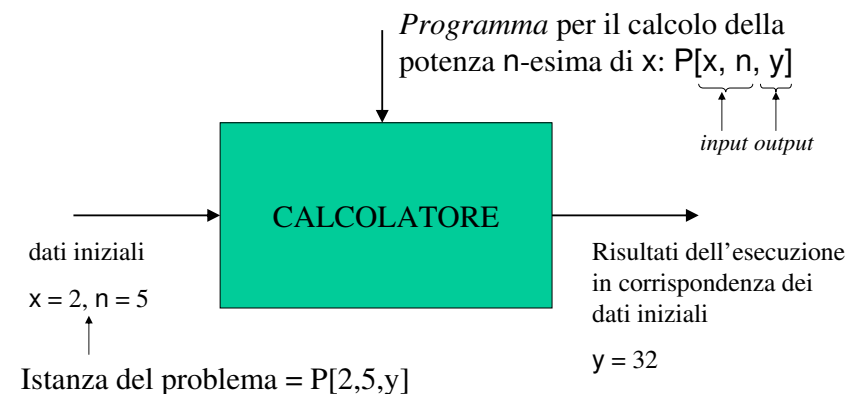 Programma per il calcolo della
potenza n-esima di x: P[x, n, y]
input output
CALCOLATORE
dati iniziali
x = 2, n = 5
Istanza del problema = P[2,5,y]
Risultati dell’esecuzione
in corrispondenza dei
dati iniziali
y = 32